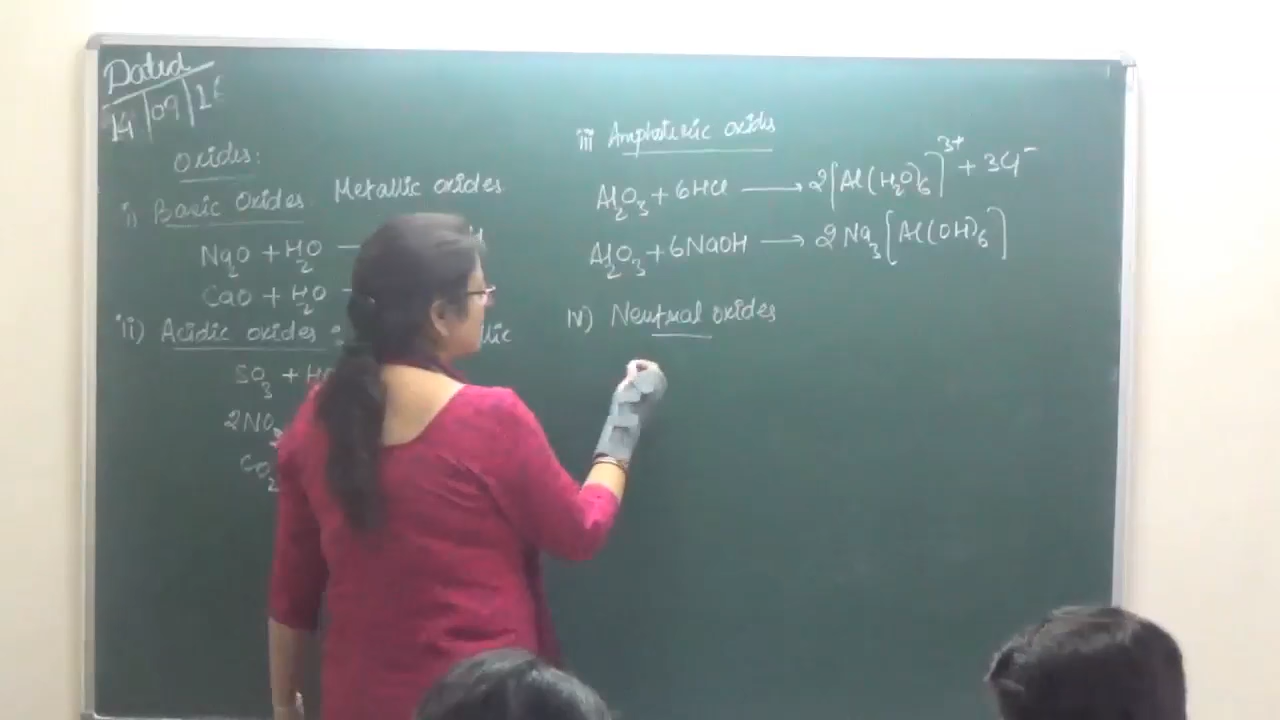 Dated
14/09/16
Oxides:
i) Basic Oxides Metallic oxides
Na2O + H2O
CaO + H2O
ii) Acidic oxides :
SO3 + H2O
2NO2
CO2
iii Amphoteric oxides
Al2O3 + 6HCl ⟶ 2[Al(H2O)6]3+ + 3Cl-
Al2O3 + 6NaOH ⟶ 2Na3[Al(OH)6]
iv) Neutral oxides